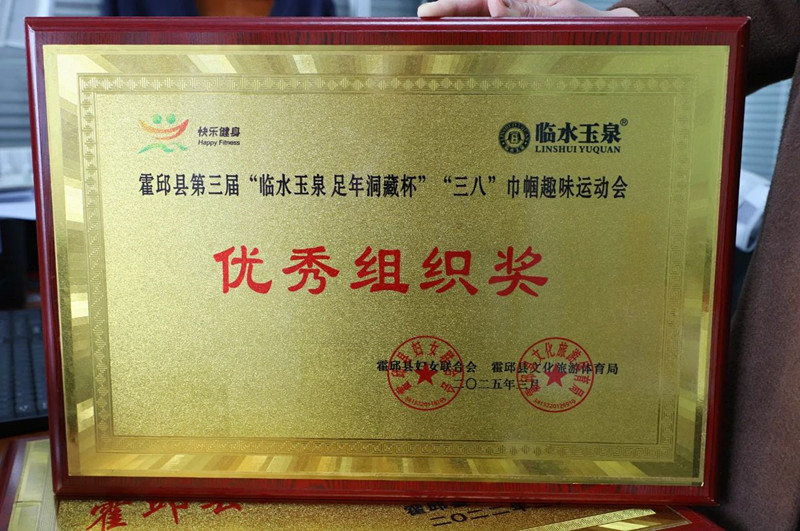 快乐健身
Happy Fitness
临水玉泉®
LINSHUI YUQUAN
霍邱县第三届“临水玉泉 足年洞藏杯”“三八”巾帼趣味运动会
优秀组织奖
霍邱县妇女联合会 霍邱县文化旅游体育局
二〇二五年三月
霍邱县